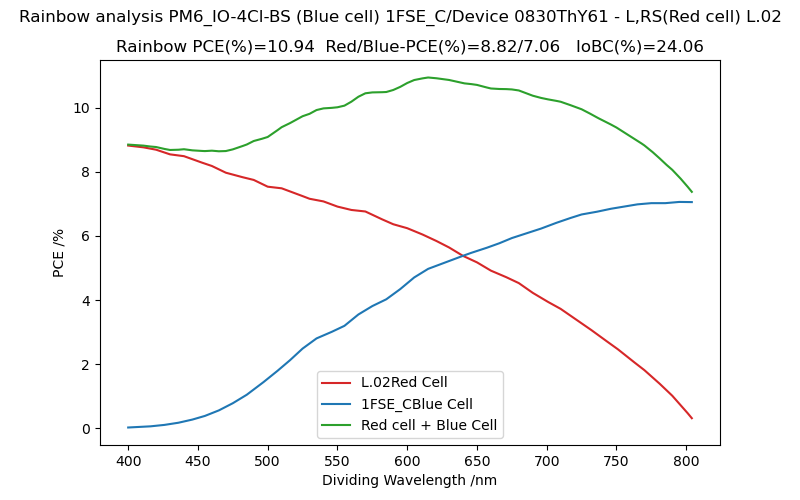 Rainbow analysis PM6_IO-4Cl-BS (Blue cell) 1FSE_C/Device 0830ThY61 - L,RS(Red cell) L.02
Rainbow PCE(%)=10.94  Red/Blue-PCE(%)=8.82/7.06   IoBC(%)=24.06
PCE /%
10
8
6
4
2
0
L.02Red Cell
1FSE_CBlue Cell
Red cell + Blue Cell
400 450 500 550 600 650 700 750 800
Dividing Wavelength /nm